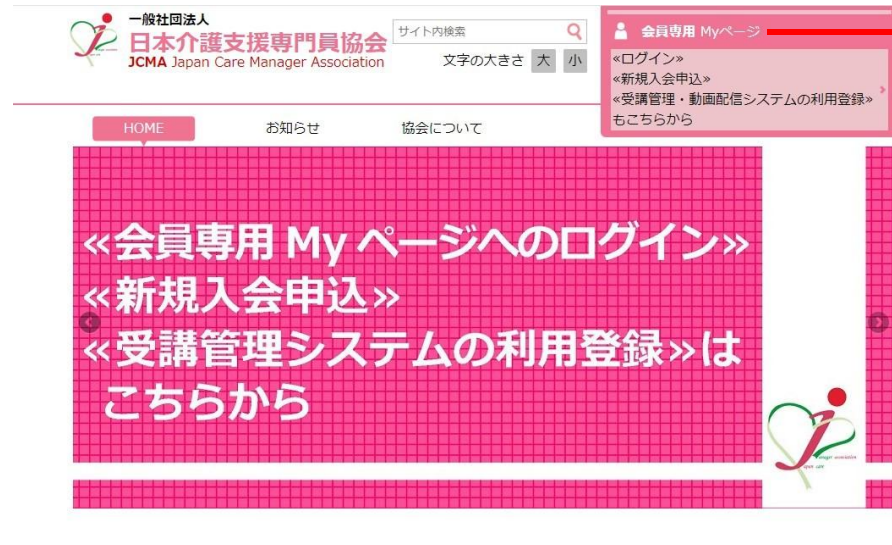 一般社団法人
日本介護支援専門員協会
JCMA Japan Care Manager Association
サイト内検索
文字の大きさ 大 小
会員専用 Myページ
«ログイン»
«新規入会申込»
«受講管理・動画配信システムの利用登録»
もこちらから
HOME お知らせ 協会について
«会員専用 My ページへのログイン»
«新規入会申込»
«受講管理システムの利用登録»は
こちらから